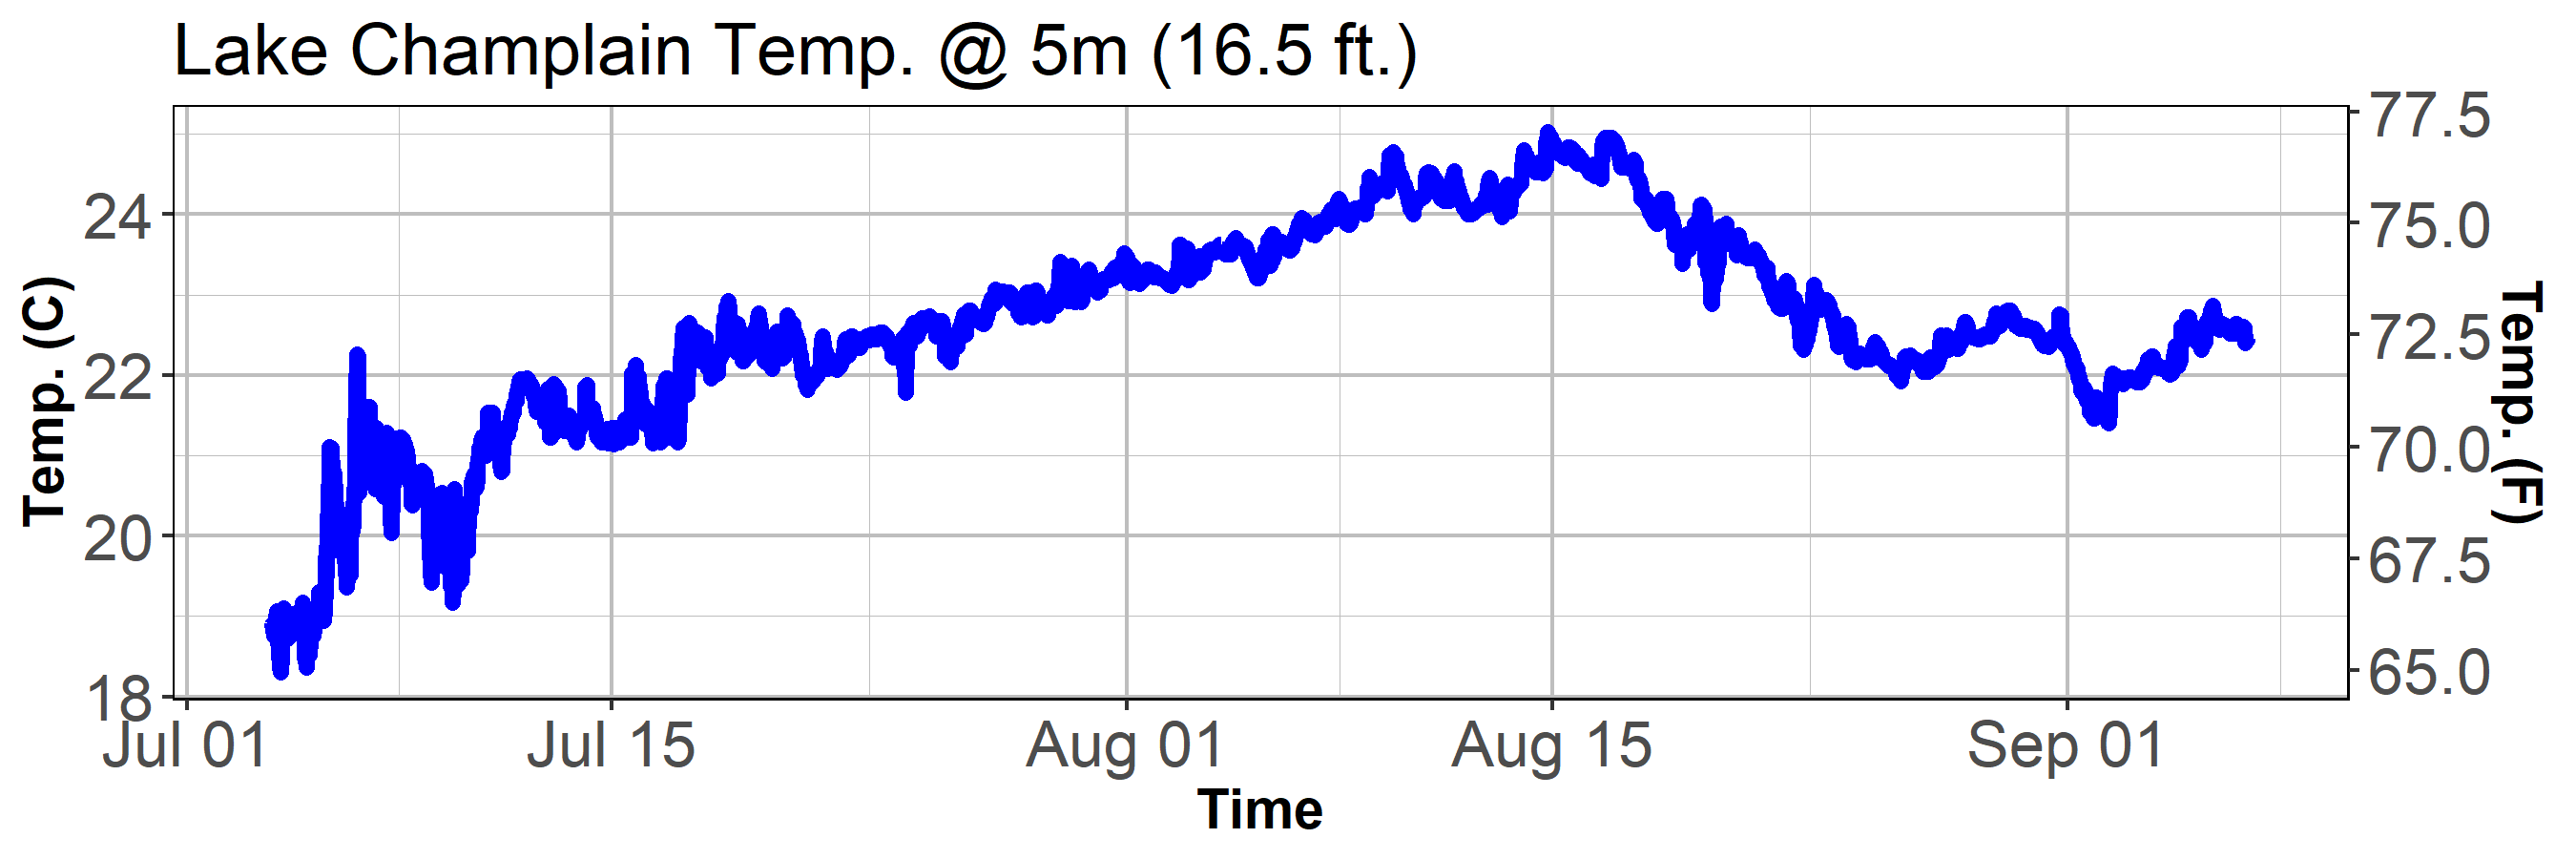 Lake Champlain Temp. @ 5m (16.5 ft.)
Temp. (C)
24
22
20
18
77.5
75.0
72.5
70.0
67.5
65.0
Temp. (F)
Jul 01 Jul 15 Aug 01 Aug 15 Sep 01
Time